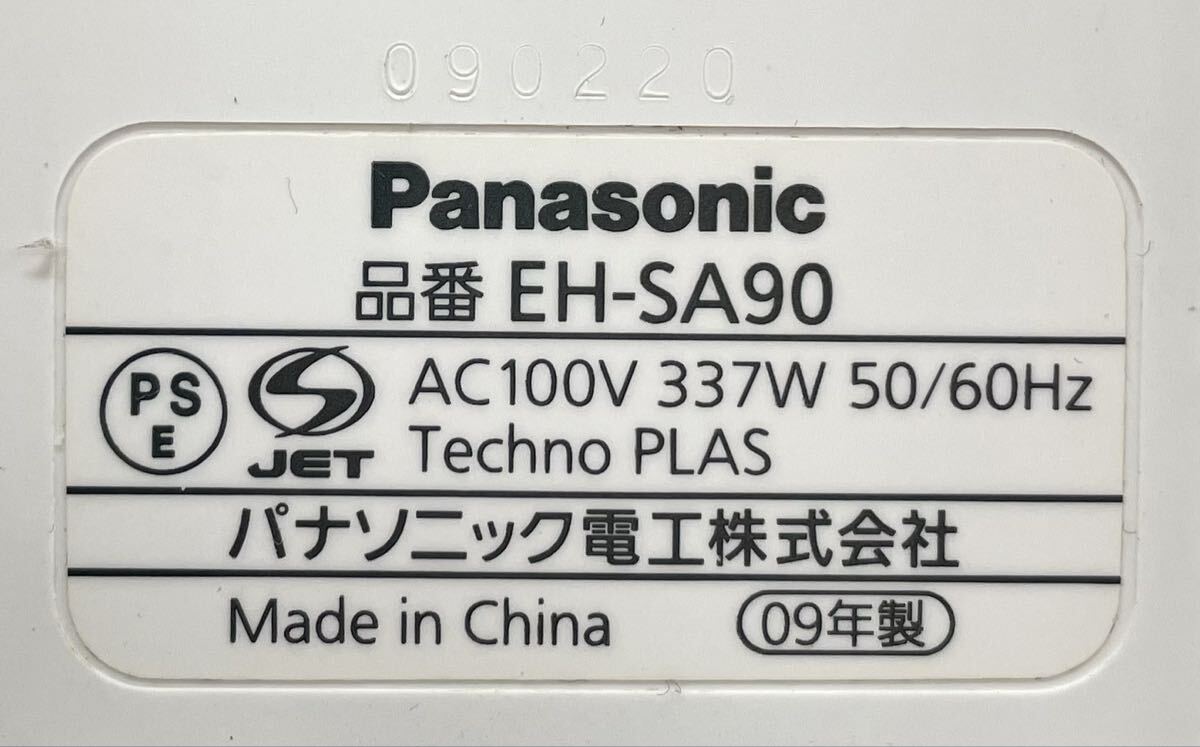 090220
Panasonic
品番 EH-SA90
PS
E
JET
AC100V 337W 50/60Hz
Techno PLAS
パナソニック電工株式会社
Made in China
09年製